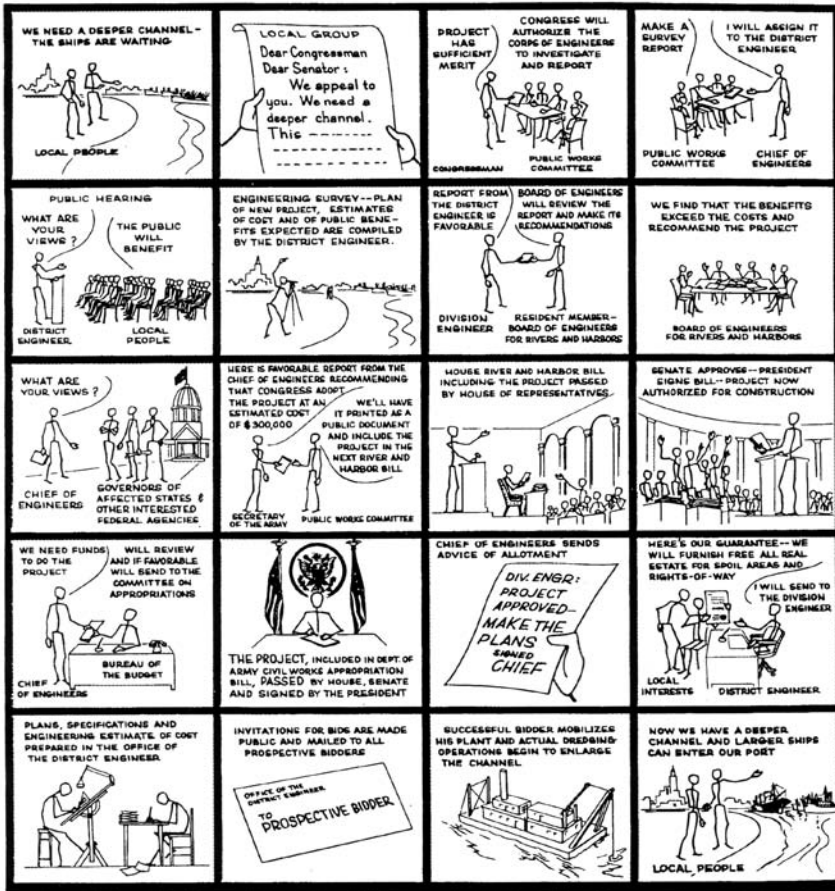 WE NEED A DEEPER CHANNEL –
THE SHIPS ARE WAITING
LOCAL PEOPLE
LOCAL GROUP
Dear Congressman
Dear Senator :
We appeal to
you. We need a
deeper channel.
This
PROJECT
HAS
SUFFICIENT
MERIT
CONGRESS WILL
AUTHORIZE THE
CORPS OF ENGINEERS
TO INVESTIGATE
AND REPORT
CONGRESSMAN
PUBLIC WORKS
COMMITTEE
MAKE A
SURVEY
REPORT
I WILL ASSIGN IT
TO THE DISTRICT
ENGINEER
PUBLIC WORKS
COMMITTEE
CHIEF OF
ENGINEERS
PUBLIC HEARING
WHAT ARE
YOUR
VIEWS ?
THE PUBLIC
WILL
BENEFIT
DISTRICT
ENGINEER
LOCAL
PEOPLE
ENGINEERING SURVEY -- PLAN
OF NEW PROJECT, ESTIMATES
OF COST AND OF PUBLIC BENE-
FITS EXPECTED ARE COMPILED
BY THE DISTRICT ENGINEER.
REPORT FROM
THE DISTRICT
ENGINEER IS
FAVORABLE
BOARD OF ENGINEERS
WILL REVIEW THE
REPORT AND MAKE ITS
RECOMMENDATIONS
DIVISION
ENGINEER
RESIDENT MEMBER–
BOARD OF ENGINEERS
FOR RIVERS AND HARBORS
WE FIND THAT THE BENEFITS
EXCEED THE COSTS AND
RECOMMEND THE PROJECT
BOARD OF ENGINEERS
FOR RIVERS AND HARBORS
WHAT ARE
YOUR VIEWS ?
CHIEF OF
ENGINEERS
GOVERNORS OF
AFFECTED STATES &
OTHER INTERESTED
FEDERAL AGENCIES
HERE IS FAVORABLE REPORT FROM THE
CHIEF OF ENGINEERS RECOMMENDING
THAT CONGRESS ADOPT
THE PROJECT AT AN
ESTIMATED COST
OF $300,000
WE'LL HAVE
IT PRINTED AS A
PUBLIC DOCUMENT
AND INCLUDE THE
PROJECT IN THE
NEXT RIVER AND
HARBOR BILL
SECRETARY
OF THE ARMY
PUBLIC WORKS COMMITTEE
HOUSE RIVER AND HARBOR BILL
INCLUDING THE PROJECT PASSED
BY HOUSE OF REPRESENTATIVES
SENATE APPROVES -- PRESIDENT
SIGNS BILL -- PROJECT NOW
AUTHORIZED FOR CONSTRUCTION
WE NEED FUNDS
TO DO THE
PROJECT
WILL REVIEW
AND IF FAVORABLE
WILL SEND TO THE
COMMITTEE ON
APPROPRIATIONS
CHIEF
OF ENGINEERS
BUREAU OF
THE BUDGET
THE PROJECT, INCLUDED IN DEPT. OF
ARMY CIVIL WORKS APPROPRIATION
BILL, PASSED BY HOUSE, SENATE
AND SIGNED BY THE PRESIDENT
CHIEF OF ENGINEERS SENDS
ADVICE OF ALLOTMENT
DIV. ENGR:
PROJECT
APPROVED–
MAKE THE
PLANS
SIGNED
CHIEF
HERE'S OUR GUARANTEE -- WE
WILL FURNISH FREE ALL REAL
ESTATE FOR SPOIL AREAS AND
RIGHTS-OF-WAY
I WILL SEND TO
THE DIVISION
ENGINEER
LOCAL
INTERESTS
DISTRICT ENGINEER
PLANS, SPECIFICATIONS AND
ENGINEERING ESTIMATE OF COST
PREPARED IN THE OFFICE OF
THE DISTRICT ENGINEER
INVITATIONS FOR BIDS ARE MADE
PUBLIC AND MAILED TO ALL
PROSPECTIVE BIDDERS
OFFICE OF THE
DISTRICT ENGINEER
TO
PROSPECTIVE BIDDER
SUCCESSFUL BIDDER MOBILIZES
HIS PLANT AND ACTUAL DREDGING
OPERATIONS BEGIN TO ENLARGE
THE CHANNEL
NOW WE HAVE A DEEPER
CHANNEL AND LARGER SHIPS
CAN ENTER OUR PORT
LOCAL PEOPLE